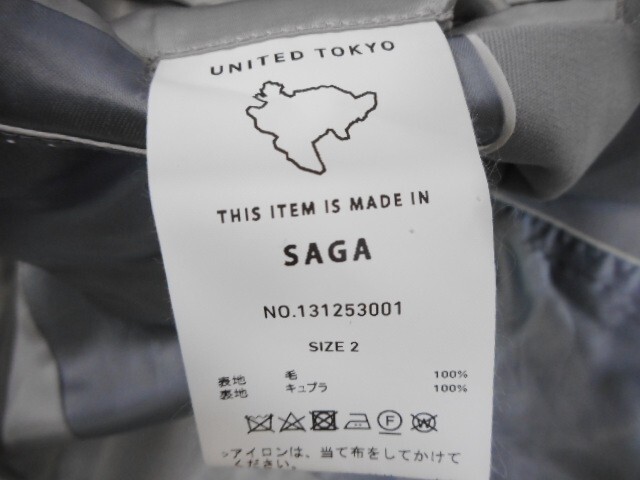 UNITED TOKYO
THIS ITEM IS MADE IN
SAGA
NO.131253001
SIZE 2
表地 毛 100%
裏地 キュプラ 100%
F W
アイロンは、当て布をしてかけて
ください。